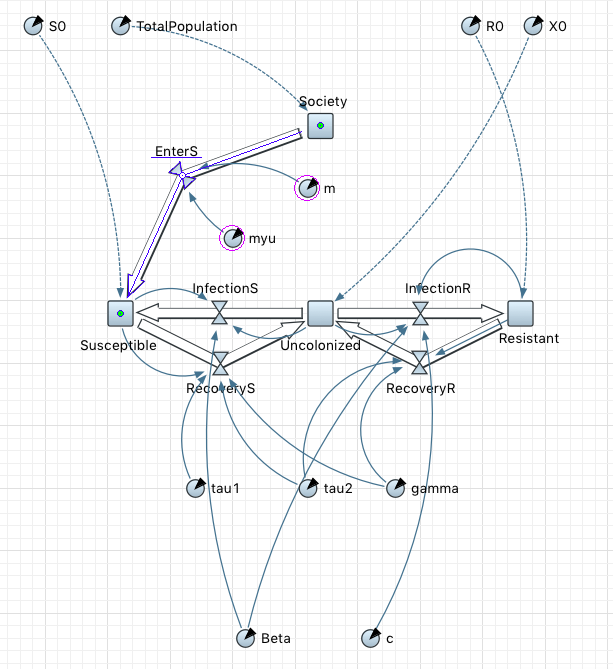 S0
TotalPopulation
R0
X0
Society
EnterS
m
myu
InfectionS
InfectionR
Susceptible
Uncolonized
Resistant
RecoveryS
RecoveryR
tau1
tau2
gamma
Beta
c